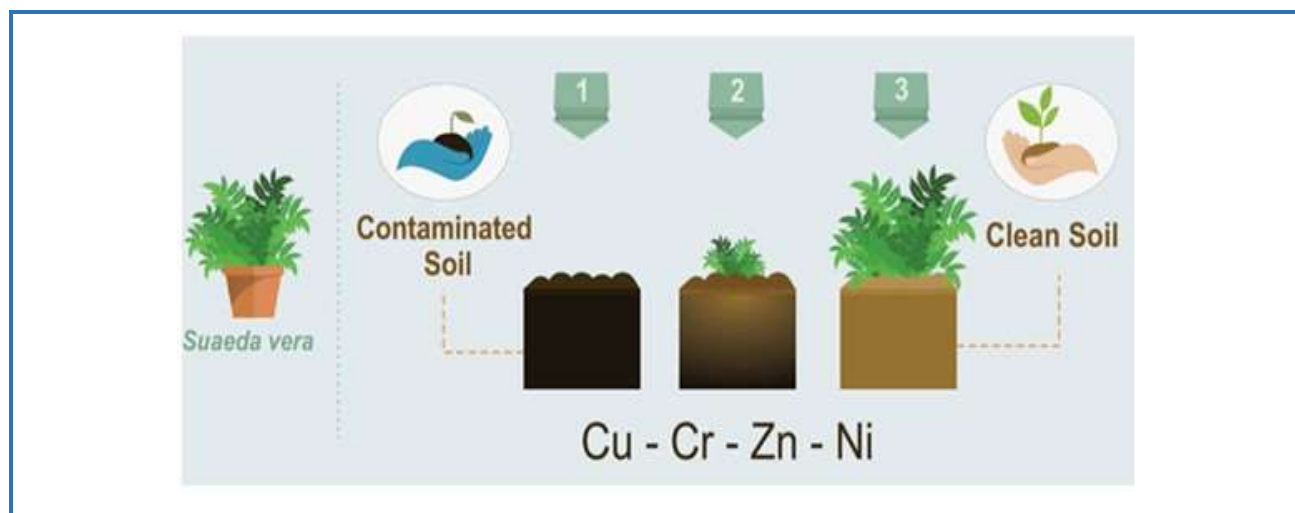 1
2
3
Contaminated
Soil
Clean Soil
Suaeda vera
Cu - Cr - Zn - Ni